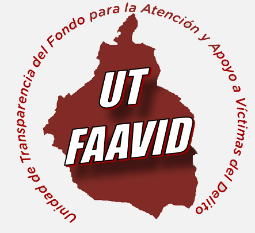 Unidad de Transparencia del Fondo para la Atención y Apoyo a Víctimas del Delito
UT
FAAVID